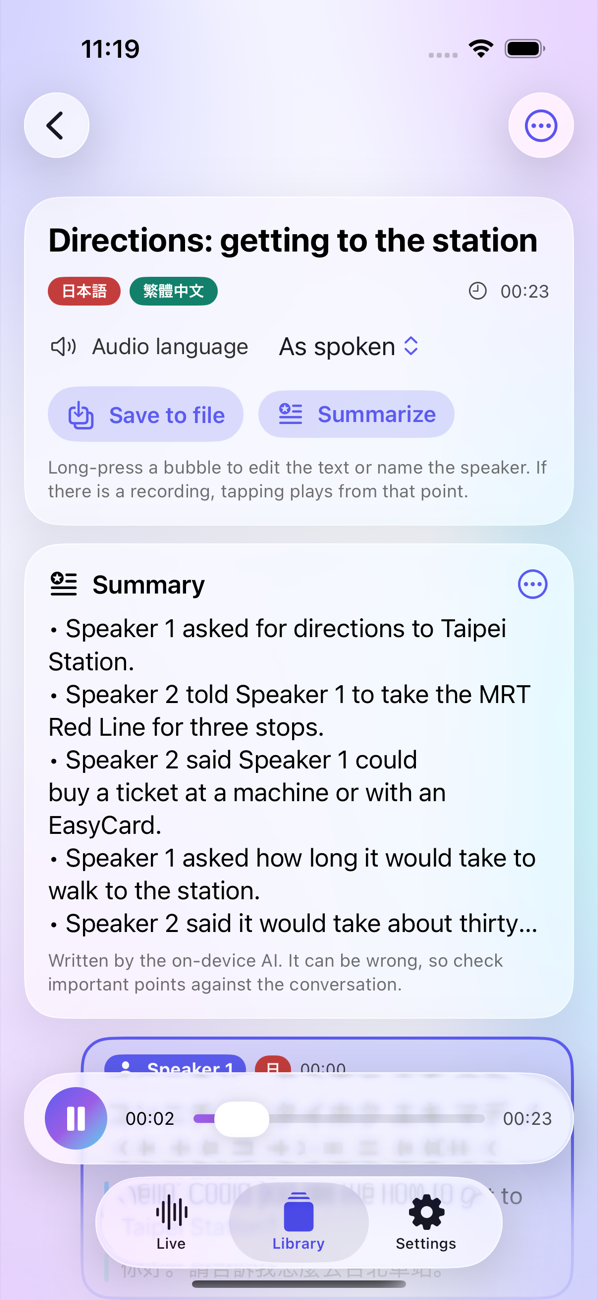 11:19
Directions: getting to the station
日本語 繁體中文 00:23
Audio language As spoken
Save to file Summarize
Long-press a bubble to edit the text or name the speaker. If
there is a recording, tapping plays from that point.
Summary
• Speaker 1 asked for directions to Taipei
Station.
• Speaker 2 told Speaker 1 to take the MRT
Red Line for three stops.
• Speaker 2 said Speaker 1 could
buy a ticket at a machine or with an
EasyCard.
• Speaker 1 asked how long it would take to
walk to the station.
• Speaker 2 said it would take about thirty…
Written by the on-device AI. It can be wrong, so check
important points against the conversation.
Speaker 1 日 00:00
00:02 00:23
to
Live Library Settings